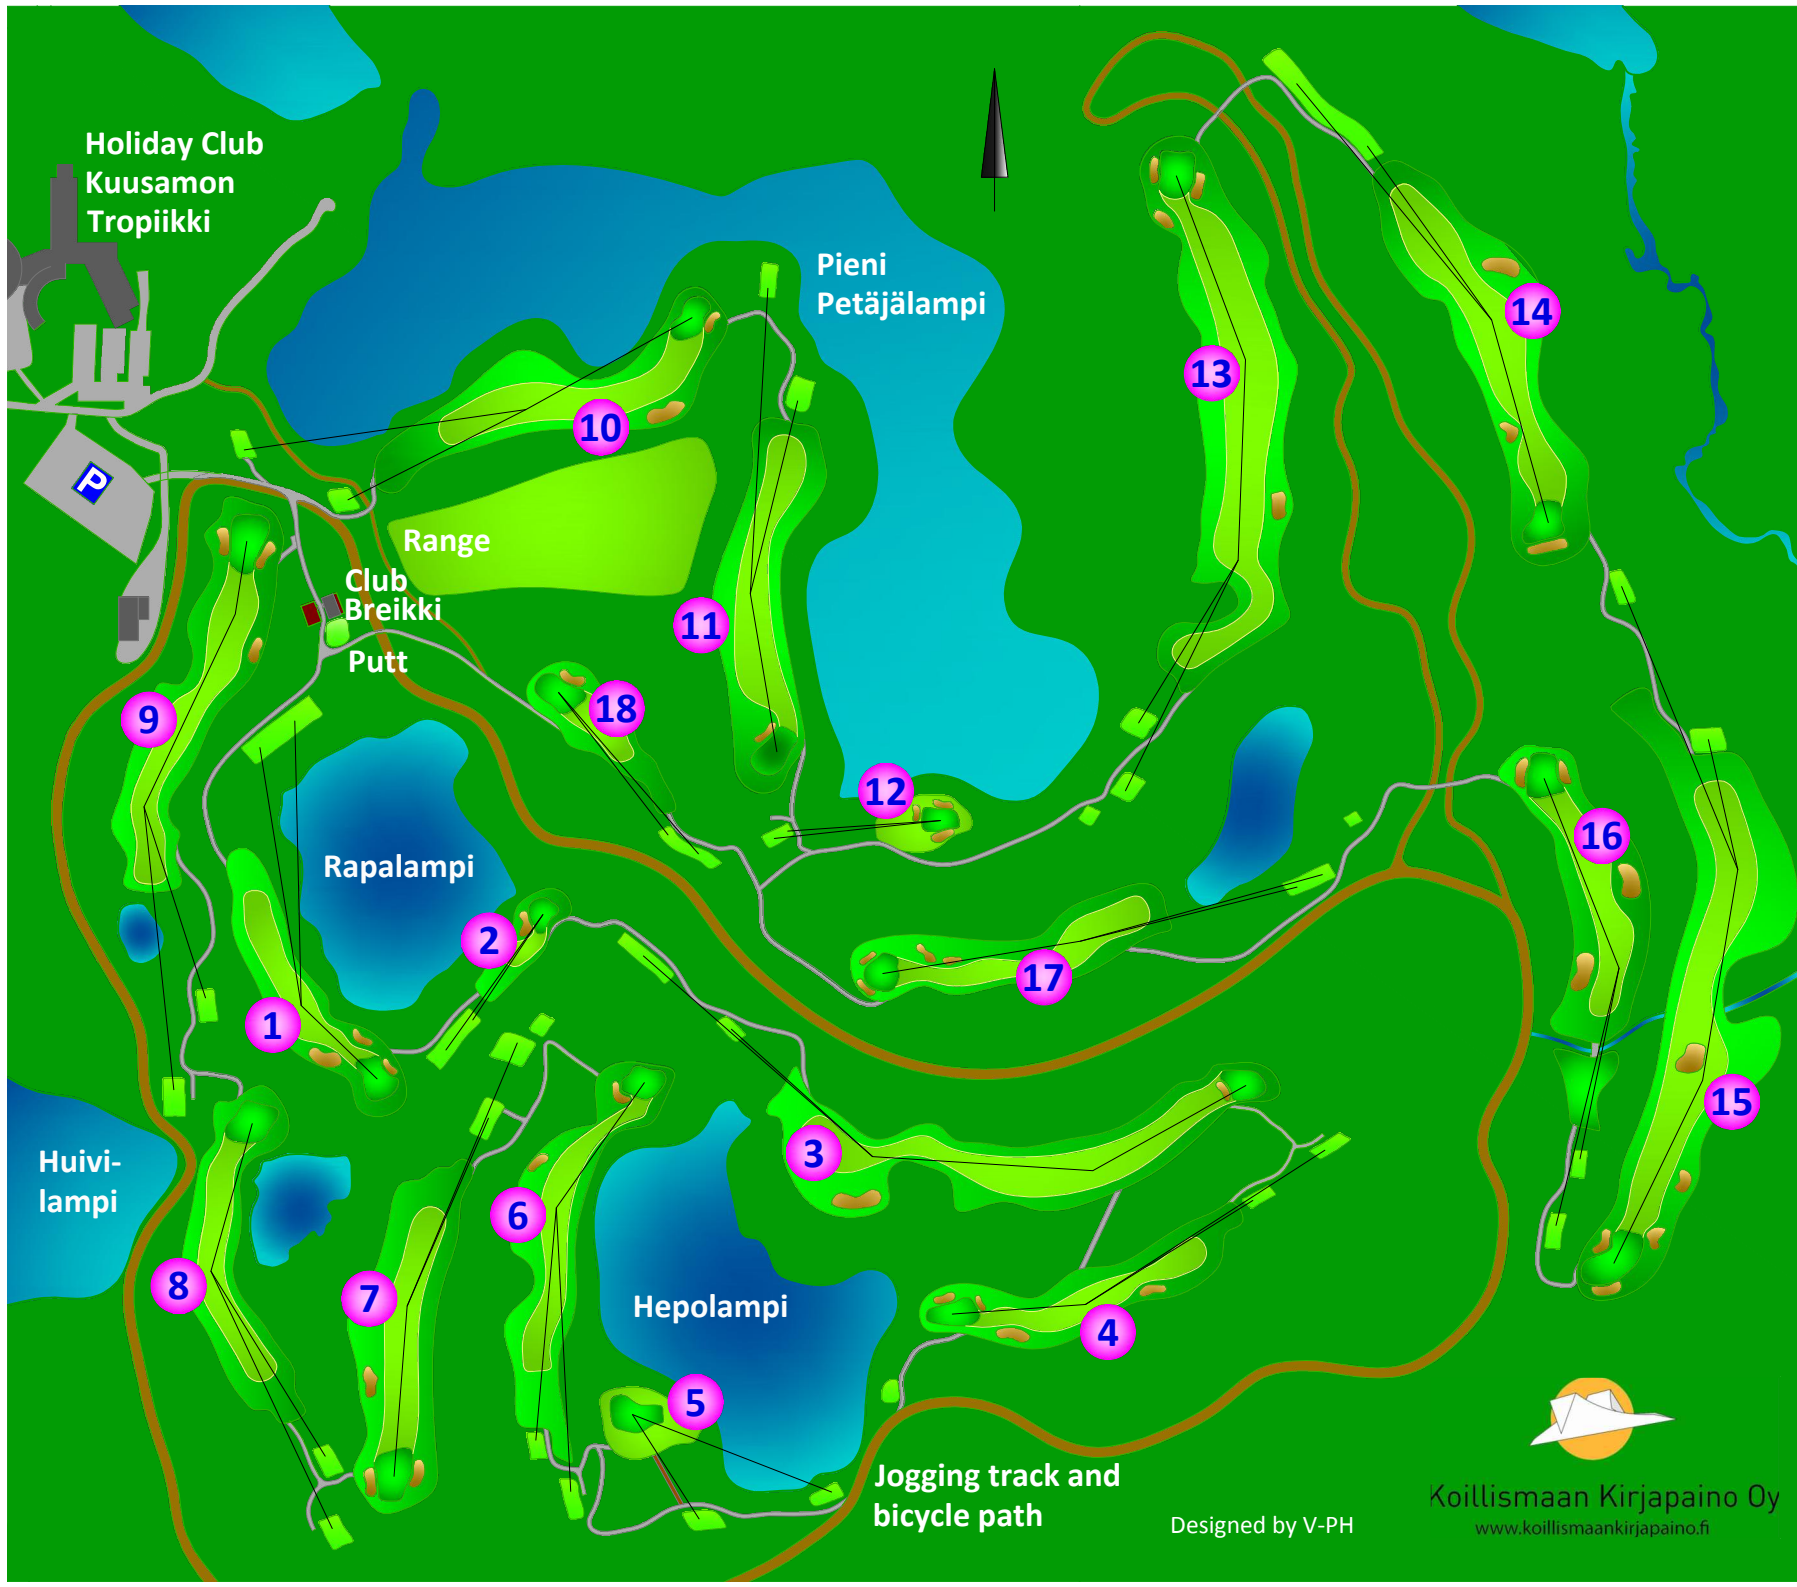 Holiday Club
Kuusamon
Tropiikki
Pieni
Petäjälampi
14
13
10
P
Range
Club
Breikki
Putt
11
18
9
12
16
Rapalampi
2
17
1
15
3
Huivi-
lampi
6
8
7
Hepolampi
4
5
Jogging track and
bicycle path
Designed by V-PH
Koillismaan Kirjapaino Oy
www.koillismaankirjapaino.fi